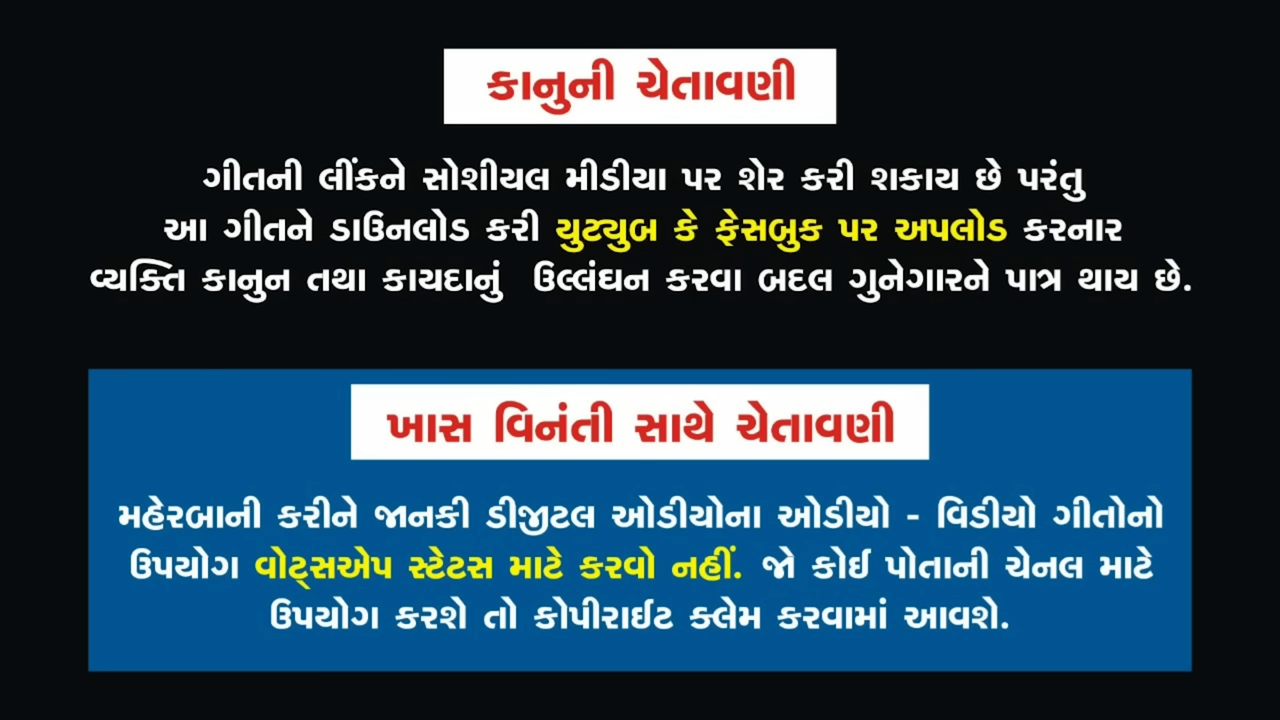 કાનુની ચેતાવણી
ગીતની લીંકને સોશીયલ મીડીયા પર શેર કરી શકાય છે પરંતુ
આ ગીતને ડાઉનલોડ કરી યુટ્યુબ કે ફેસબુક પર અપલોડ કરનાર
વ્યક્તિ કાનુન તથા કાયદાનું ઉલ્લંઘન કરવા બદલ ગુનેગારને પાત્ર થાય છે.
ખાસ વિનંતી સાથે ચેતાવણી
મહેરબાની કરીને જાનકી ડીજીટલ ઓડીયોના ઓડીયો - વિડીયો ગીતોનો
ઉપયોગ વોટ્સએપ સ્ટેટસ માટે કરવો નહીં. જો કોઈ પોતાની ચેનલ માટે
ઉપયોગ કરશે તો કોપીરાઈટ ક્લેમ કરવામાં આવશે.